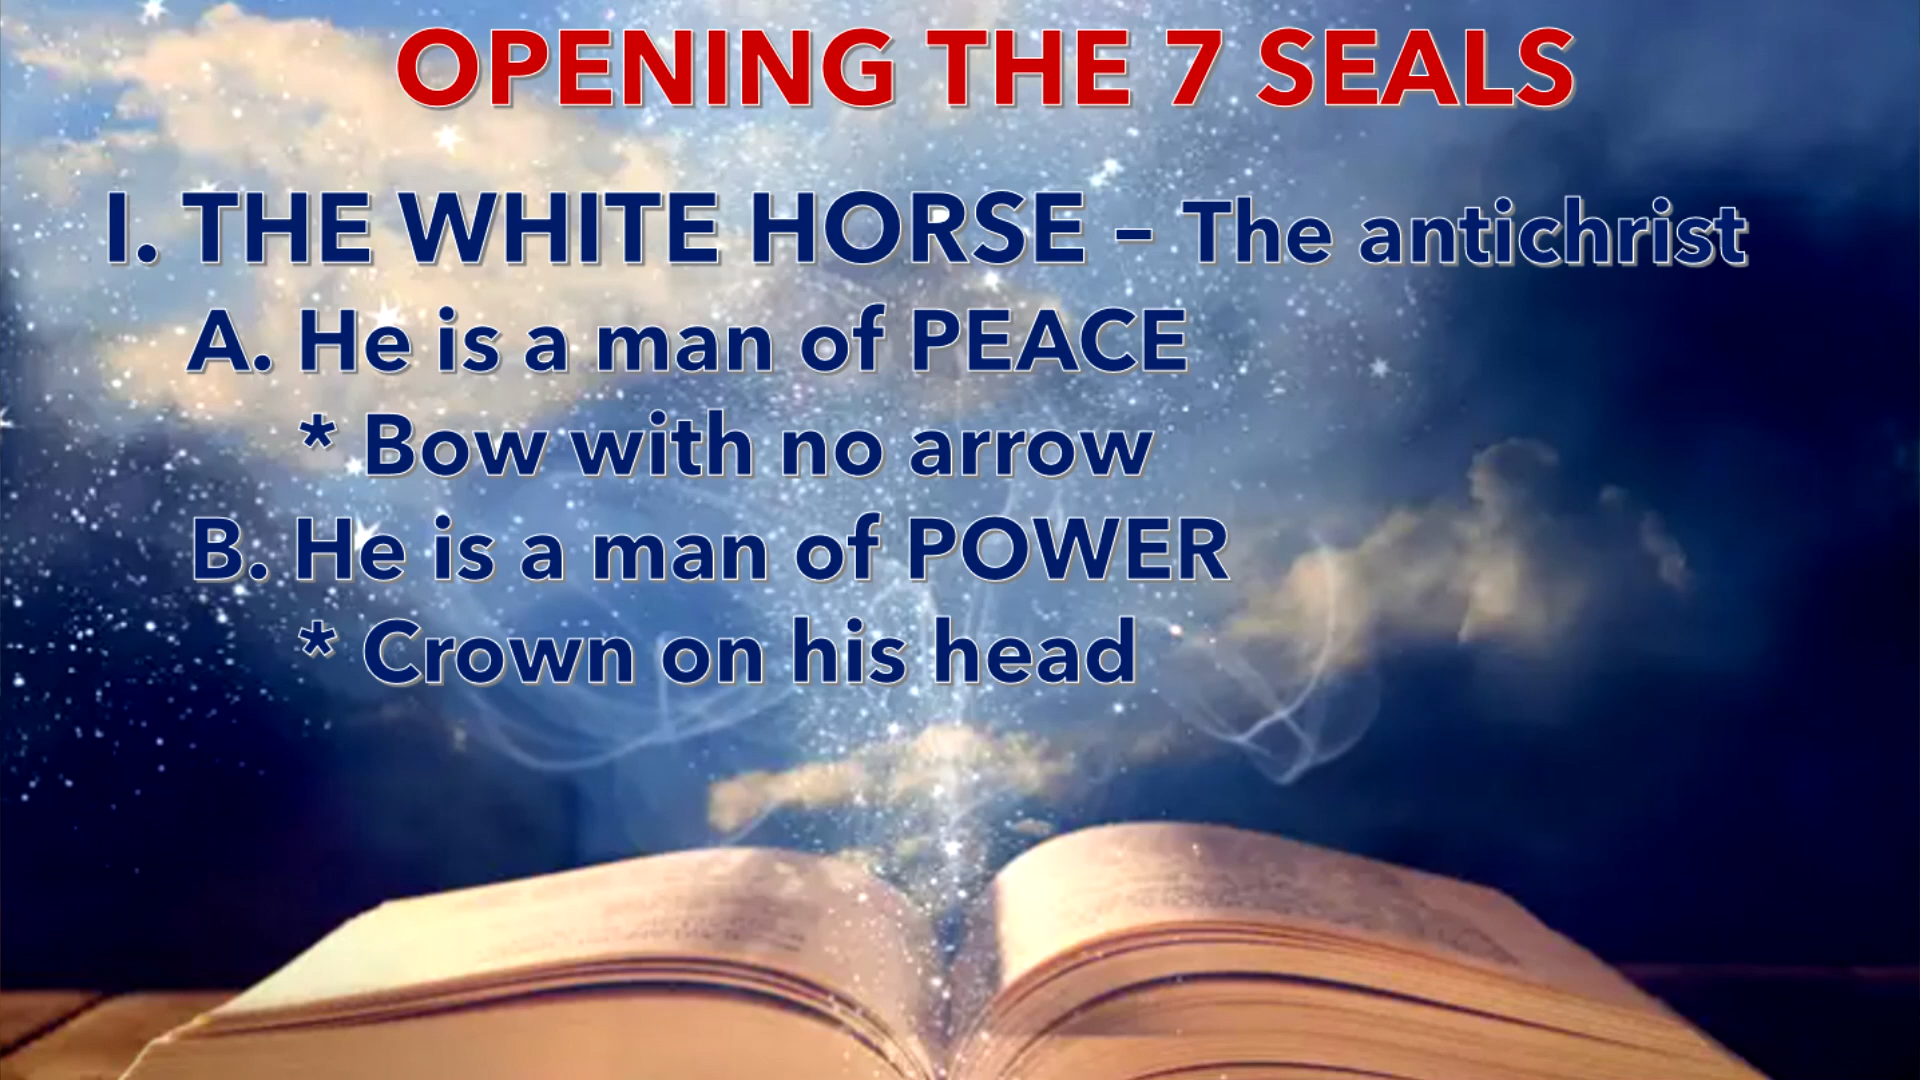 OPENING THE 7 SEALS
I. THE WHITE HORSE – The antichrist
A. He is a man of PEACE
* Bow with no arrow
B. He is a man of POWER
* Crown on his head